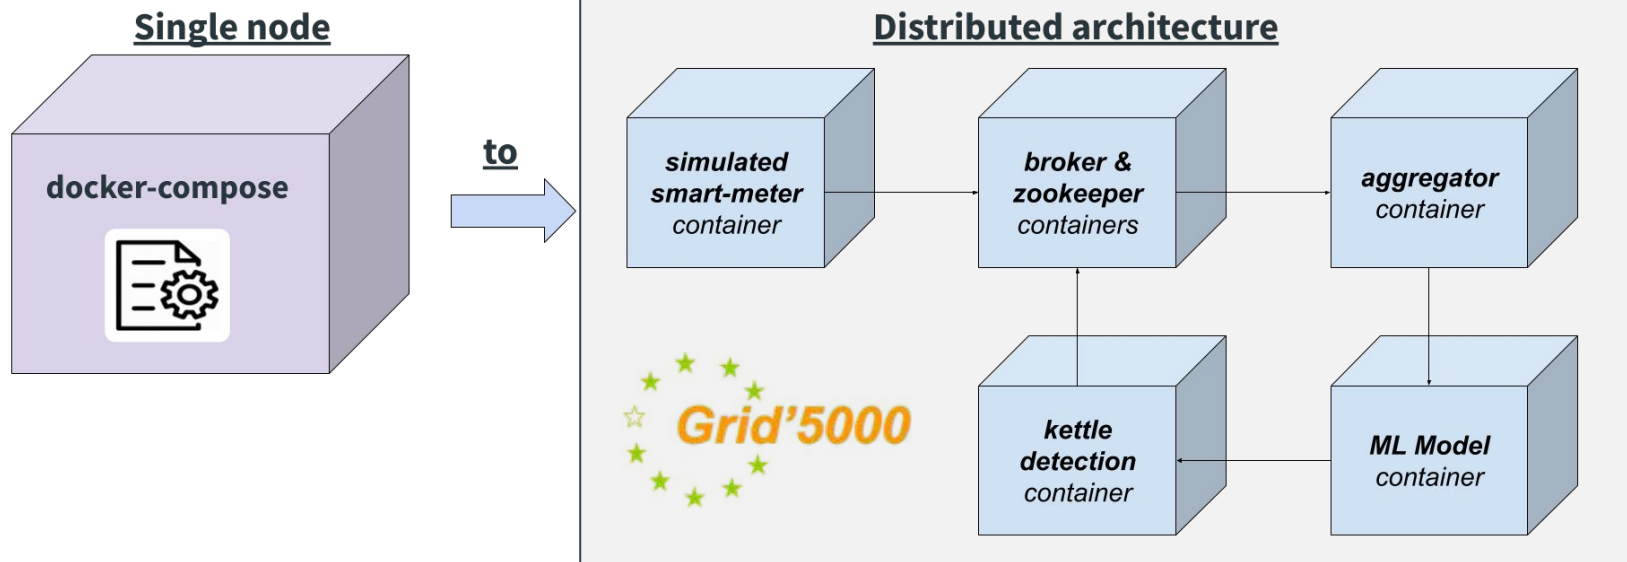 Single node
docker-compose
to
Distributed architecture
simulated
smart-meter
container
broker &
zookeeper
containers
aggregator
container
kettle
detection
container
ML Model
container
Grid'5000